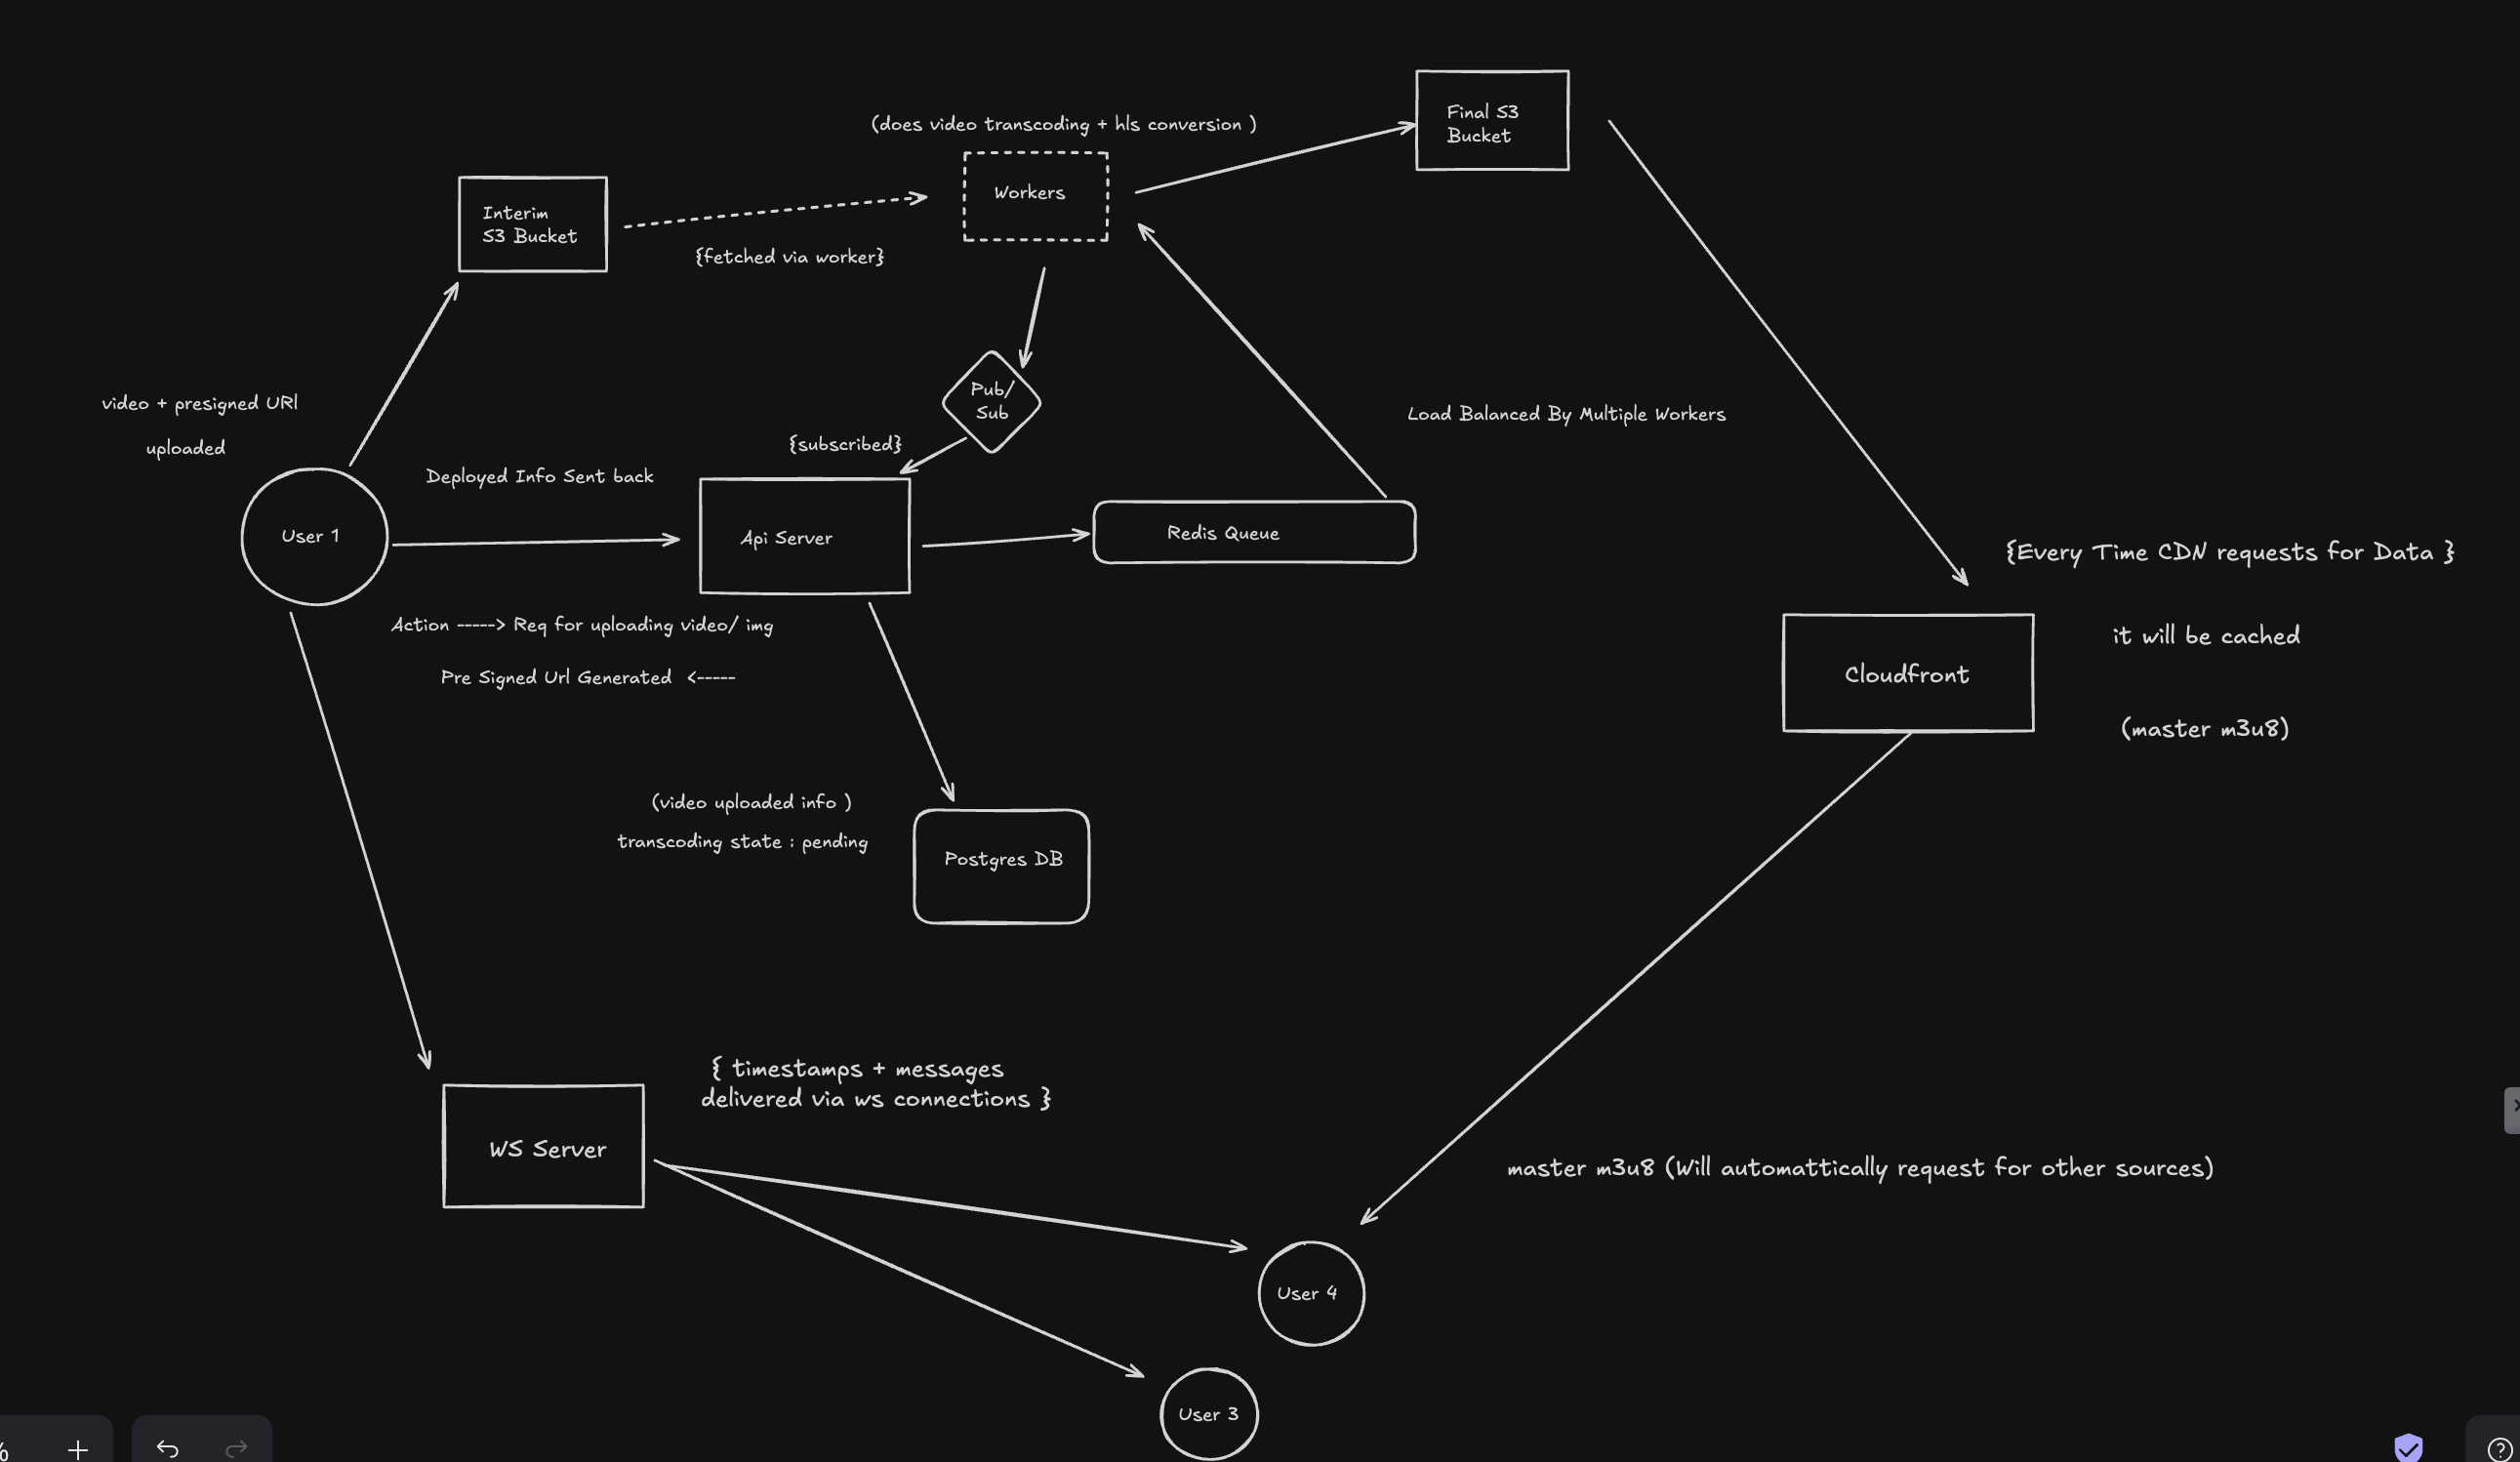 Final S3
Bucket
(does video transcoding + hls conversion )
Workers
Interim
S3 Bucket
{fetched via worker}
Pub/
Sub
video + presigned URl
uploaded
Load Balanced By Multiple Workers
{subscribed}
Deployed Info Sent back
User 1
Api Server
Redis Queue
{Every Time CDN requests for Data }
it will be cached
(master m3u8)
Action -----> Req for uploading video/ img
Pre Signed Url Generated <-----
Cloudfront
(video uploaded info )
transcoding state : pending
Postgres DB
{ timestamps + messages
delivered via ws connections }
WS Server
master m3u8 (Will automattically request for other sources)
User 4
User 3
%